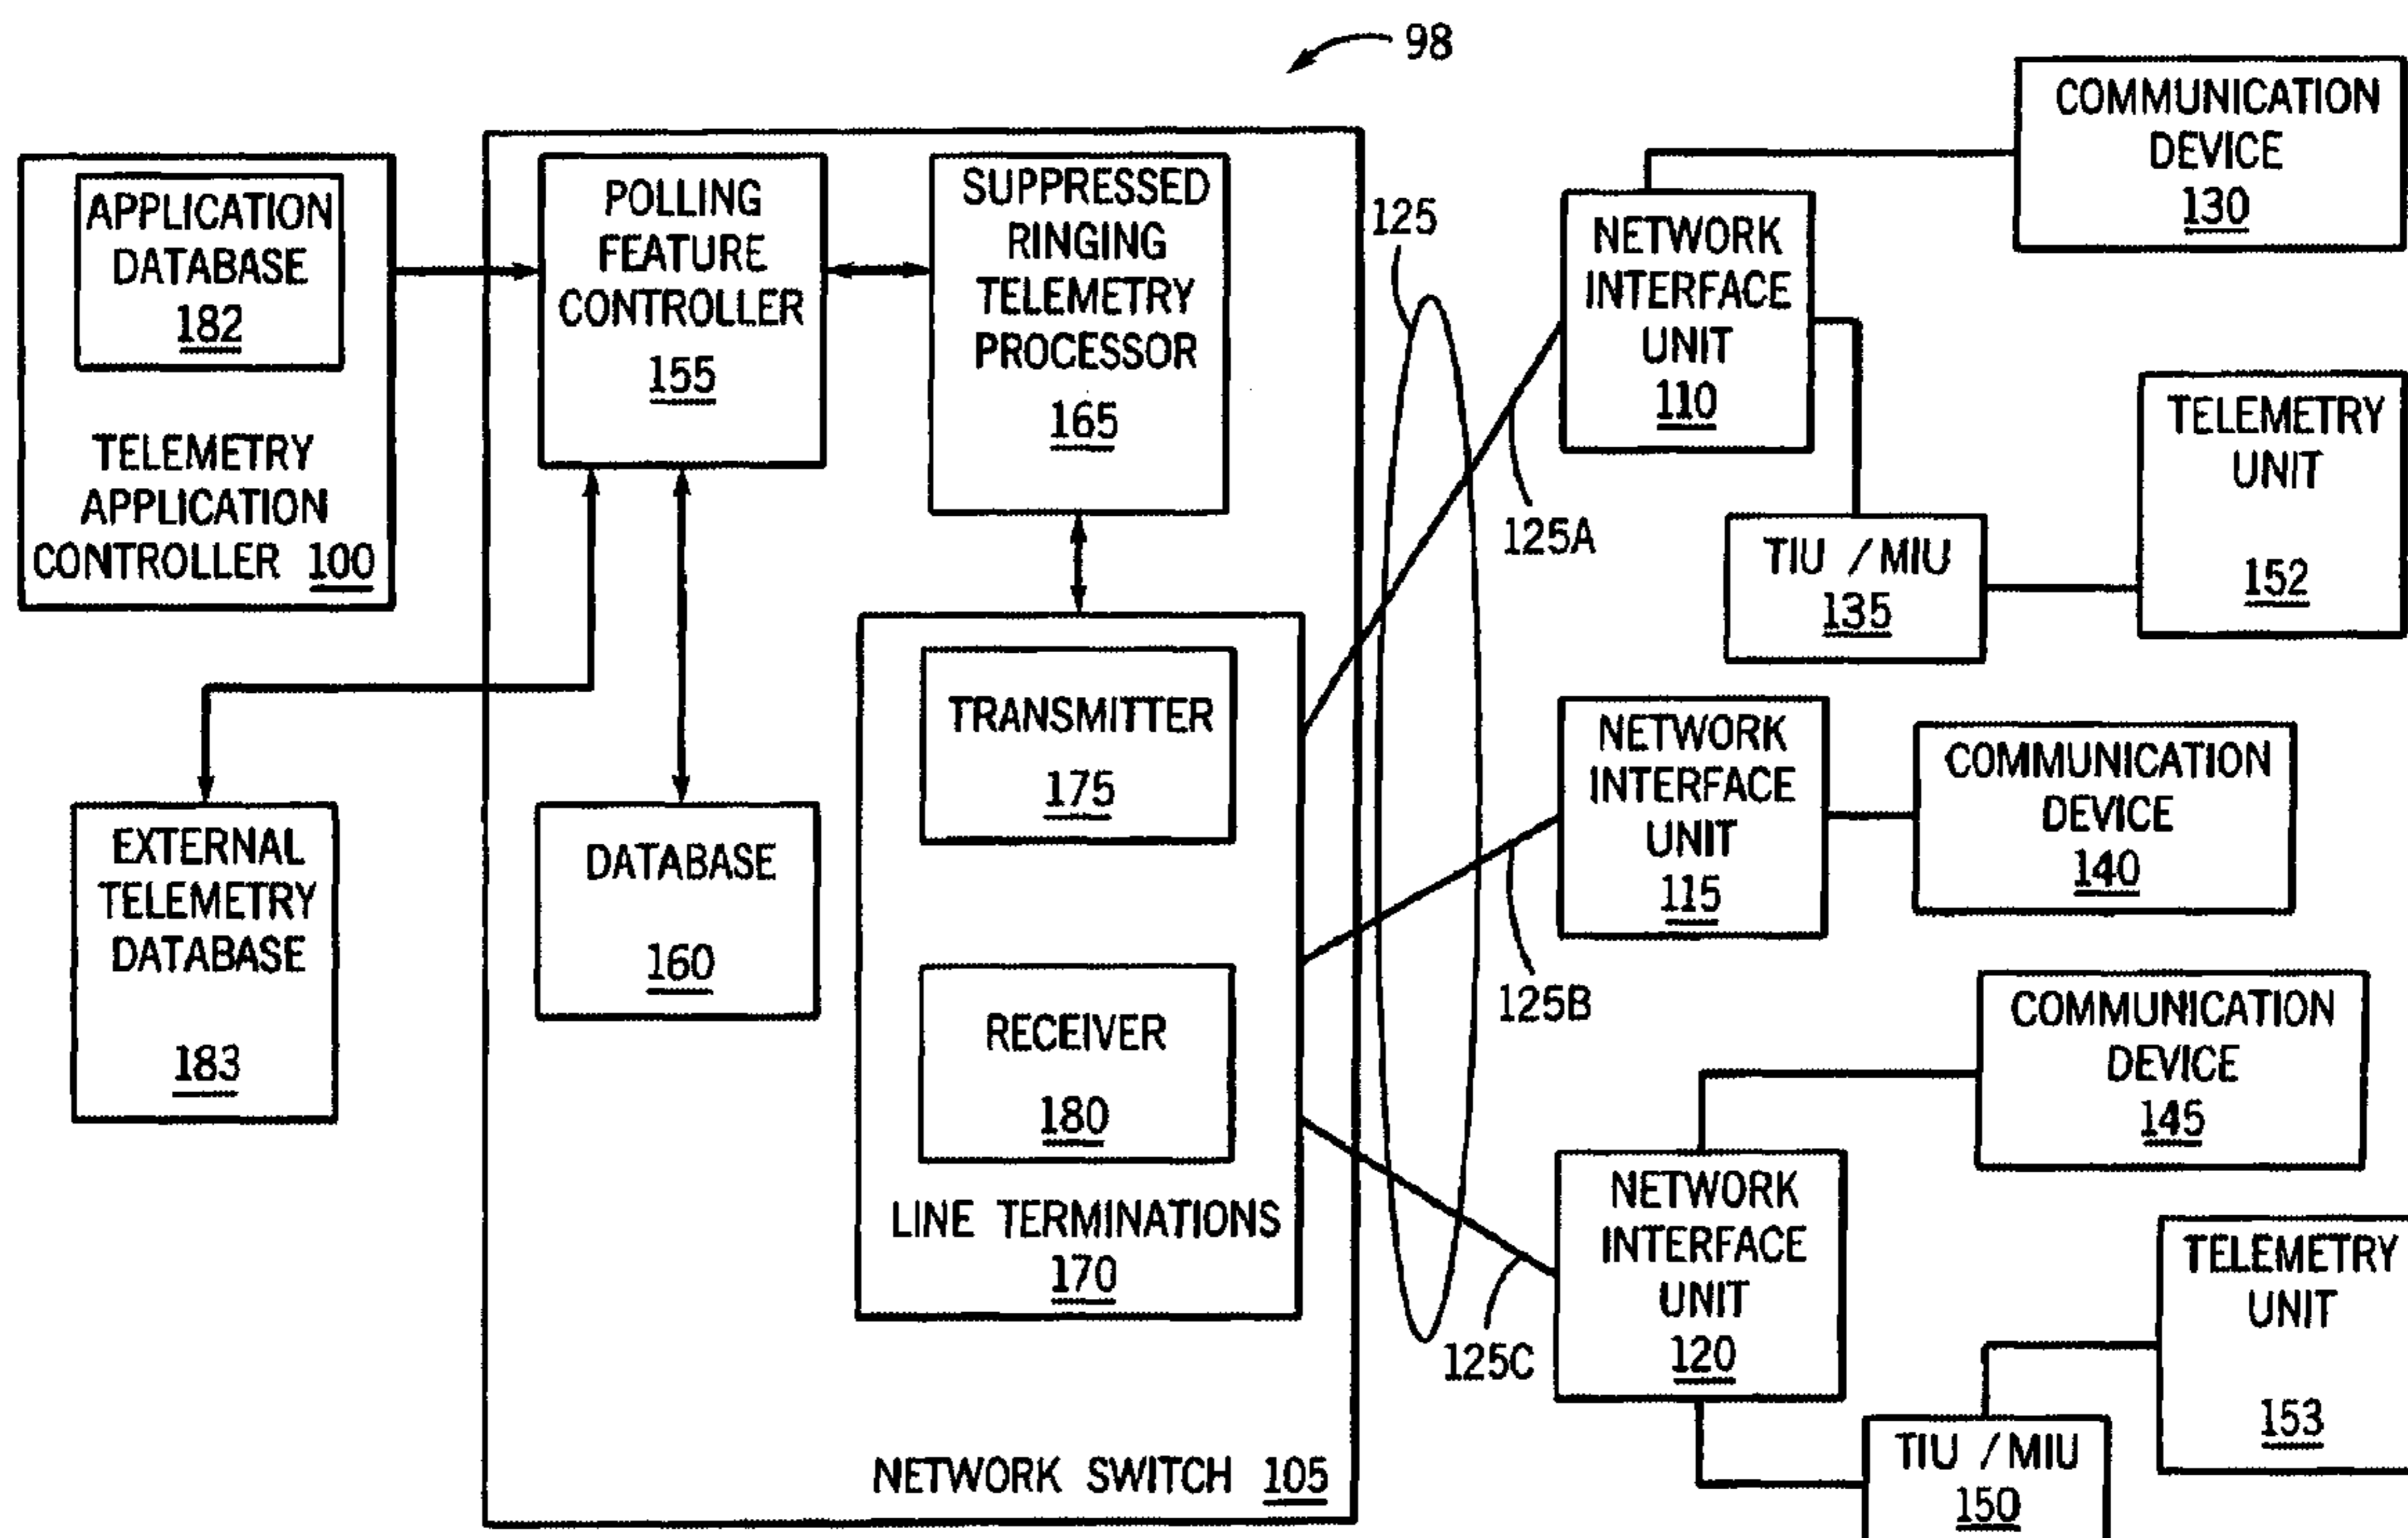 98
APPLICATION
DATABASE
182
TELEMETRY
APPLICATION
CONTROLLER 100
POLLING
FEATURE
CONTROLLER
155
SUPPRESSED
RINGING
TELEMETRY
PROCESSOR
165
EXTERNAL
TELEMETRY
DATABASE
183
DATABASE
160
TRANSMITTER
175
RECEIVER
180
LINE TERMINATIONS
170
NETWORK SWITCH 105
125
125A
125B
125C
NETWORK
INTERFACE
UNIT
110
COMMUNICATION
DEVICE
130
TIU / MIU
135
TELEMETRY
UNIT
152
NETWORK
INTERFACE
UNIT
115
COMMUNICATION
DEVICE
140
COMMUNICATION
DEVICE
145
NETWORK
INTERFACE
UNIT
120
TELEMETRY
UNIT
153
TIU / MIU
150